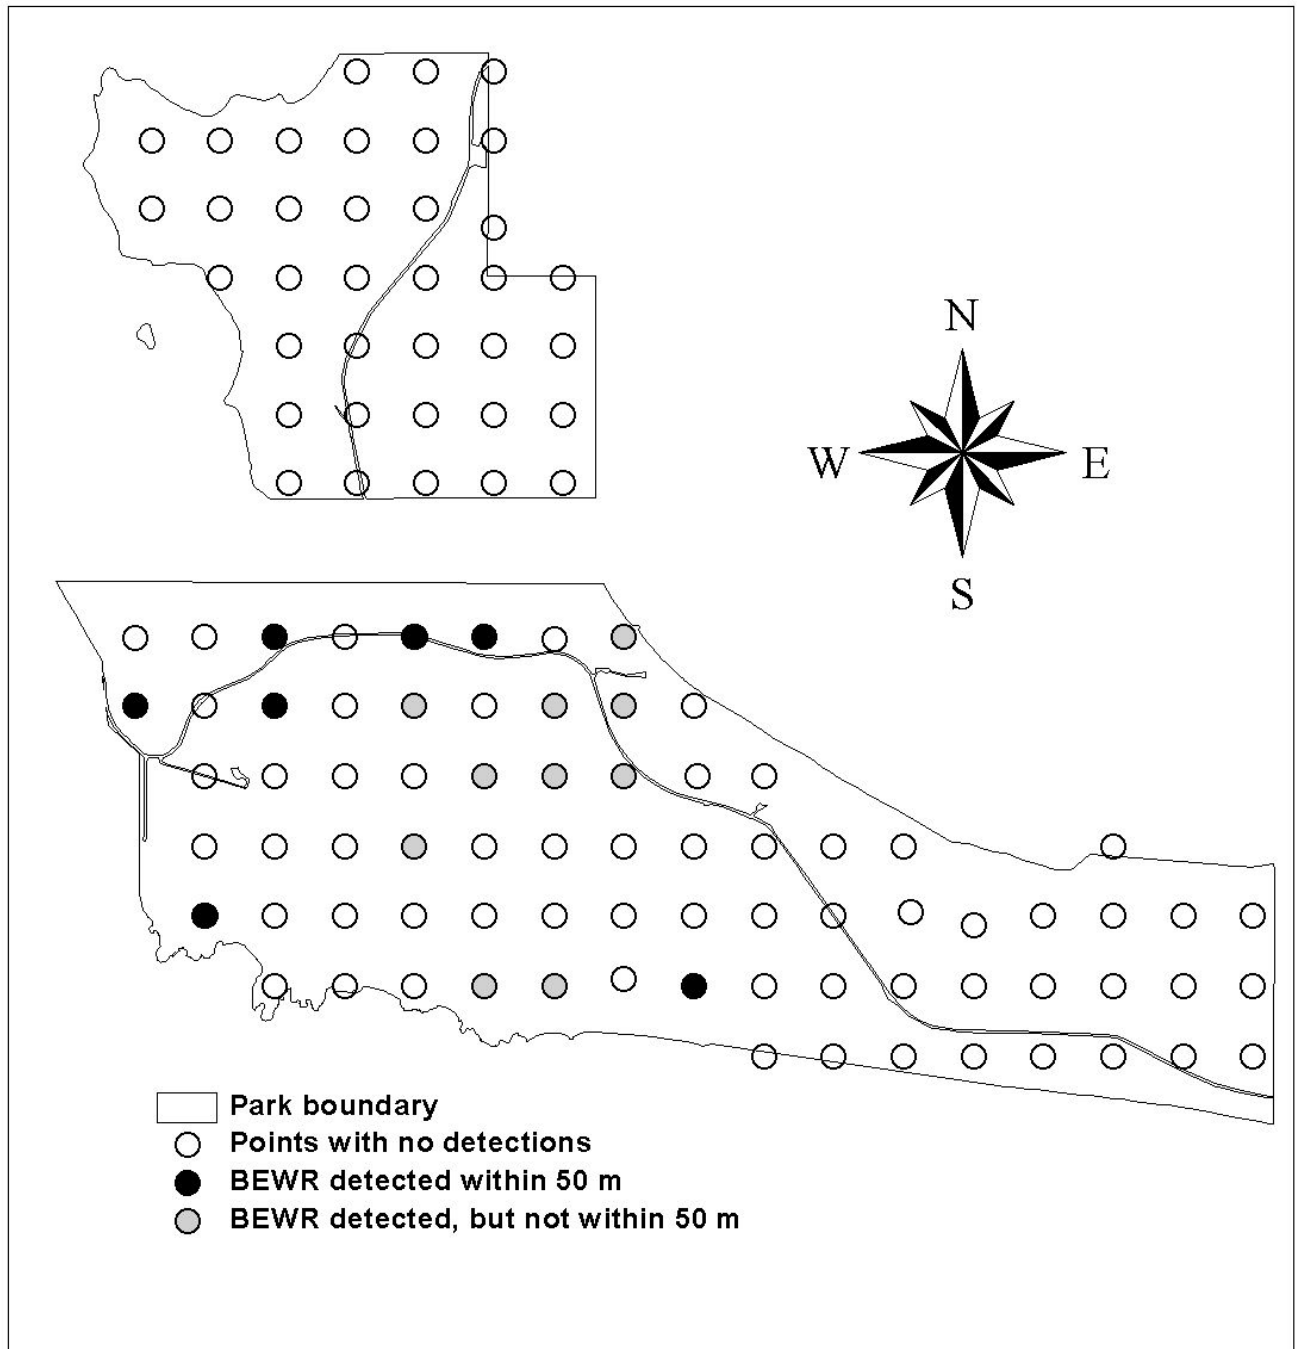 N
W
E
S
Park boundary
Points with no detections
BEWR detected within 50 m
BEWR detected, but not within 50 m